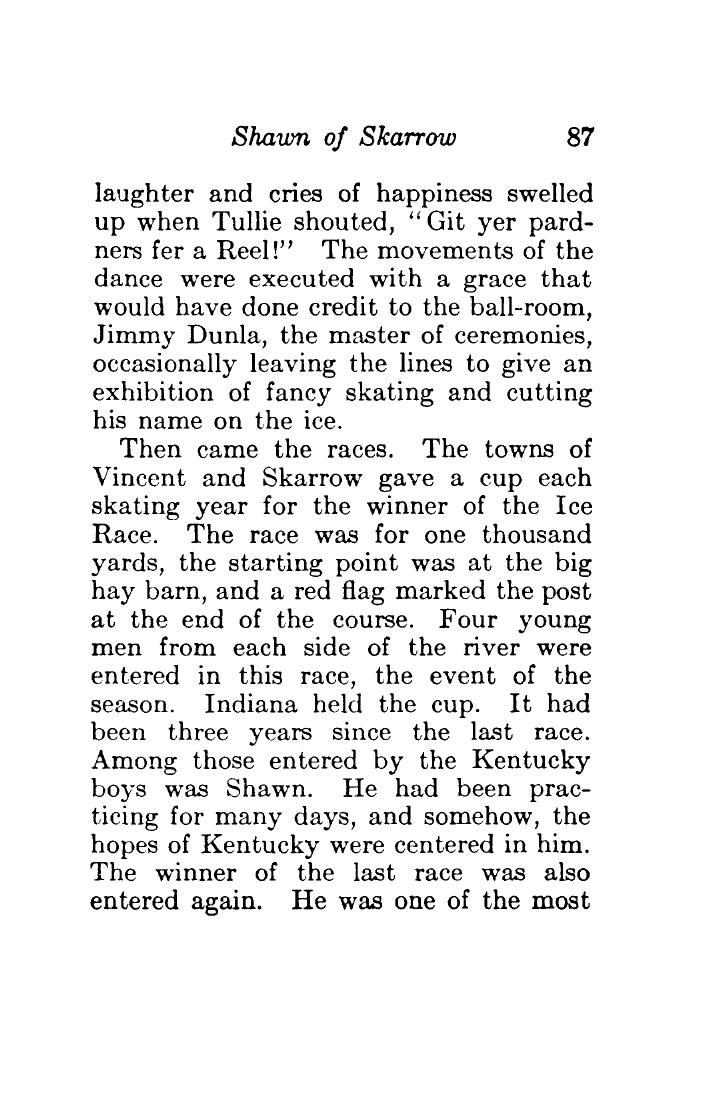 Shawn of Skarrow 87
laughter and cries of happiness swelled
up when Tullie shouted, "Git yer pard-
ners fer a Reel!" The movements of the
dance were executed with a grace that
would have done credit to the ball-room,
Jimmy Dunla, the master of ceremonies,
occasionally leaving the lines to give an
exhibition of fancy skating and cutting
his name on the ice.
Then came the races. The towns of
Vincent and Skarrow gave a cup each
skating year for the winner of the Ice
Race. The race was for one thousand
yards, the starting point was at the big
hay barn, and a red flag marked the post
at the end of the course. Four young
men from each side of the river were
entered in this race, the event of the
season. Indiana held the cup. It had
been three years since the last race.
Among those entered by the Kentucky
boys was Shawn. He had been prac-
ticing for many days, and somehow, the
hopes of Kentucky were centered in him.
The winner of the last race was also
entered again. He was one of the most